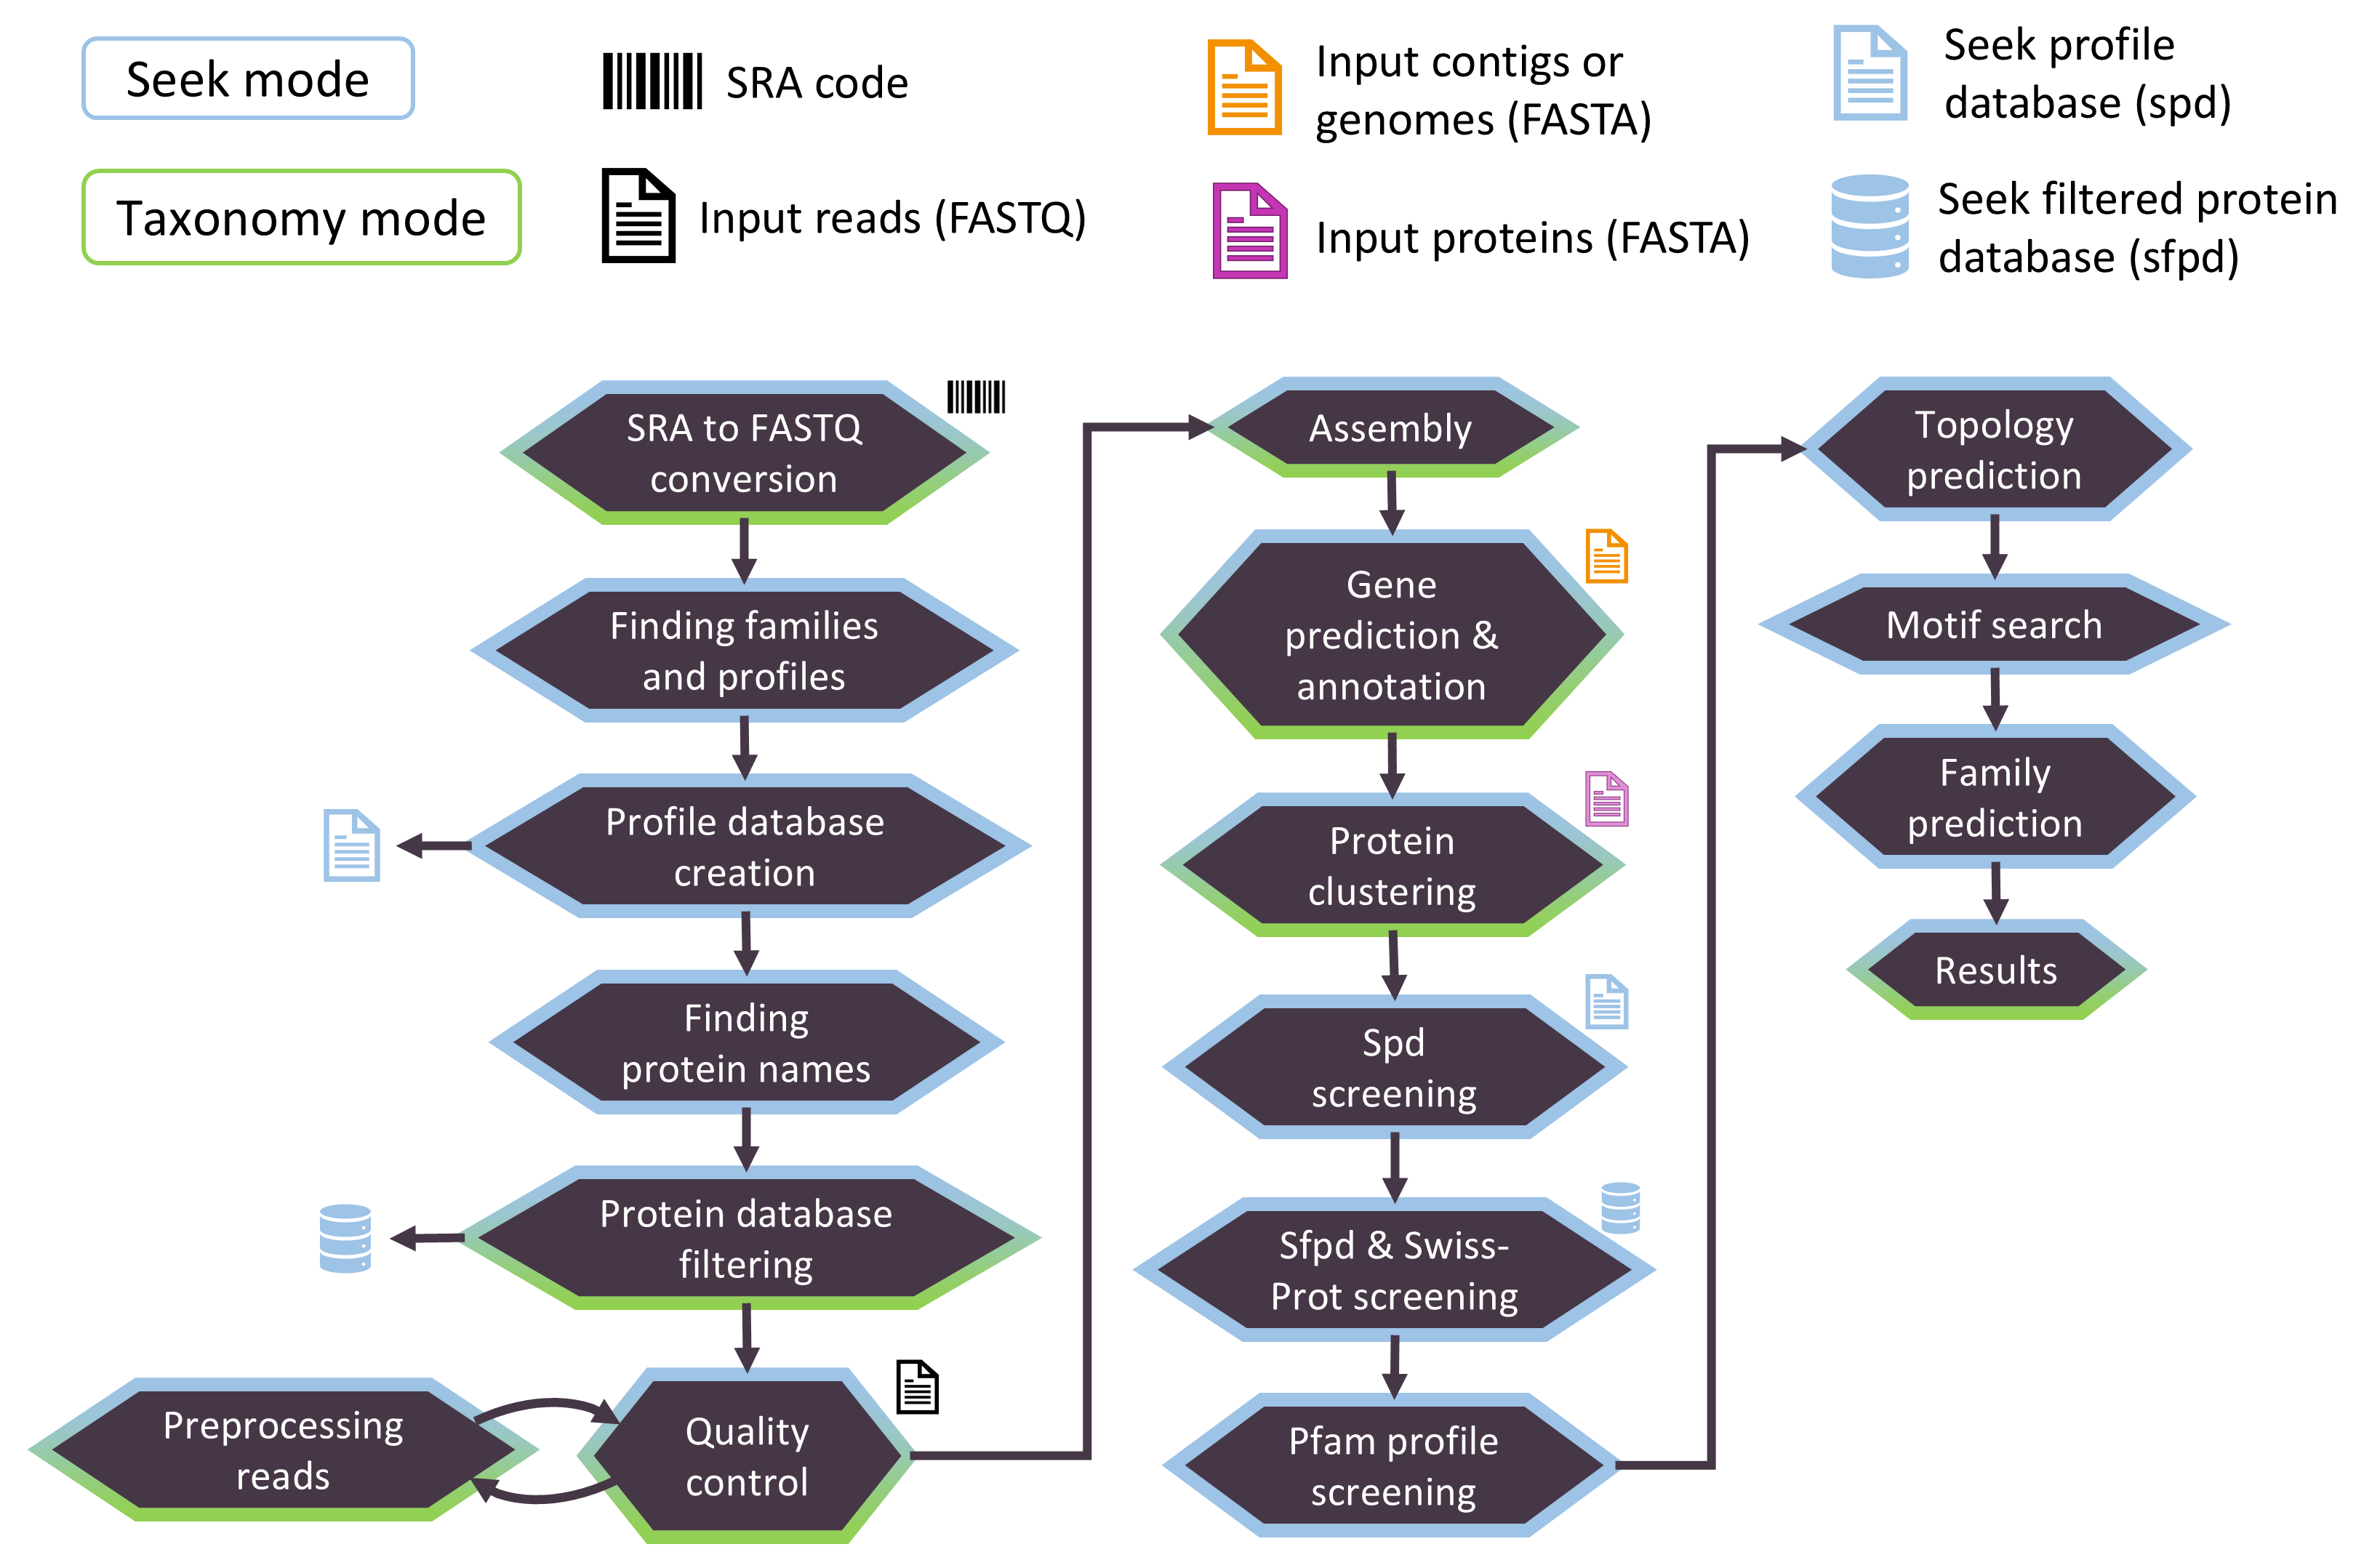 Seek mode
Taxonomy mode
SRA code
Input reads (FASTQ)
Input contigs or
genomes (FASTA)
Input proteins (FASTA)
Seek profile
database (spd)
Seek filtered protein
database (sfpd)
SRA to FASTQ
conversion
Finding families
and profiles
Profile database
creation
Finding
protein names
Protein database
filtering
Preprocessing
reads
Quality
control
Assembly
Gene
prediction &
annotation
Protein
clustering
Spd
screening
Sfpd & Swiss-
Prot screening
Pfam profile
screening
Topology
prediction
Motif search
Family
prediction
Results